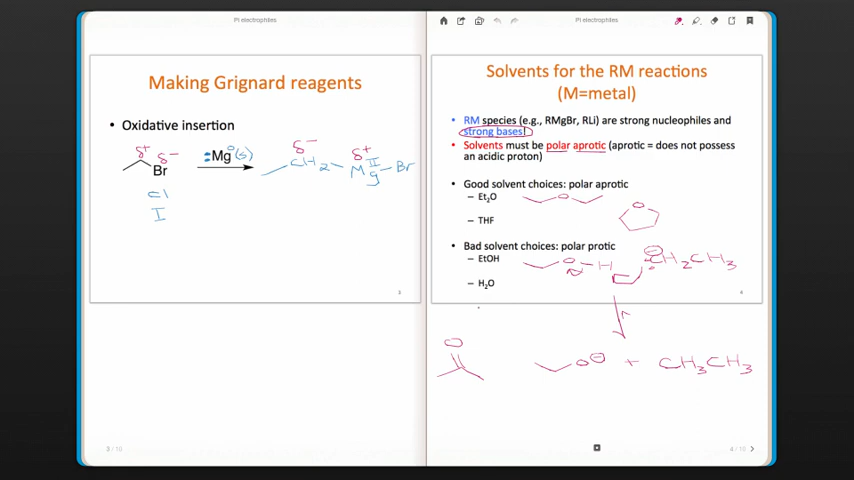 PI electrophiles
Making Grignard reagents
• Oxidative insertion
δ+ δ−
Br
:Mg⁰(s)
δ− δ+
CH2 Mg II Br
Cl
I
3
3 / 10
PI electrophiles
Solvents for the RM reactions
(M=metal)
• RM species (e.g., RMgBr, RLi) are strong nucleophiles and
strong bases!
• Solvents must be polar aprotic (aprotic = does not possess
an acidic proton)
• Good solvent choices: polar aprotic
– Et2O
O
– THF
O
• Bad solvent choices: polar protic
– EtOH
O–H
⊖:CH2CH3
– H2O
4
O
O⊖ + CH3CH3
4 / 10